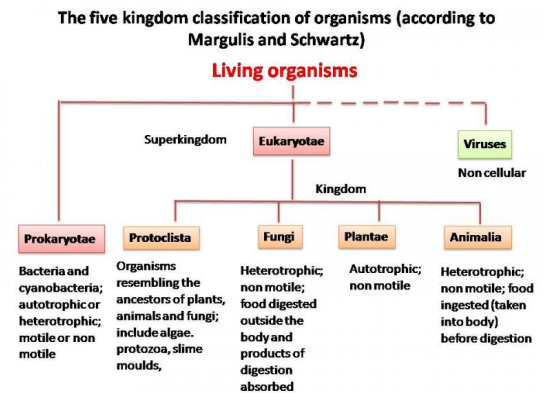 The five kingdom classification of organisms (according to
Margulis and Schwartz)
Living organisms
Superkingdom
Eukaryotae
Viruses
Non cellular
Kingdom
Prokaryotae
Bacteria and
cyanobacteria;
autotrophic or
heterotrophic;
motile or non
motile
Protoclista
Organisms
resembling the
ancestors of plants,
animals and fungi;
include algae.
protozoa, slime
moulds,
Fungi
Heterotrophic;
non motile;
food digested
outside the
body and
products of
digestion
absorbed
Plantae
Autotrophic;
non motile
Animalia
Heterotrophic;
non motile; food
ingested (taken
into body)
before digestion